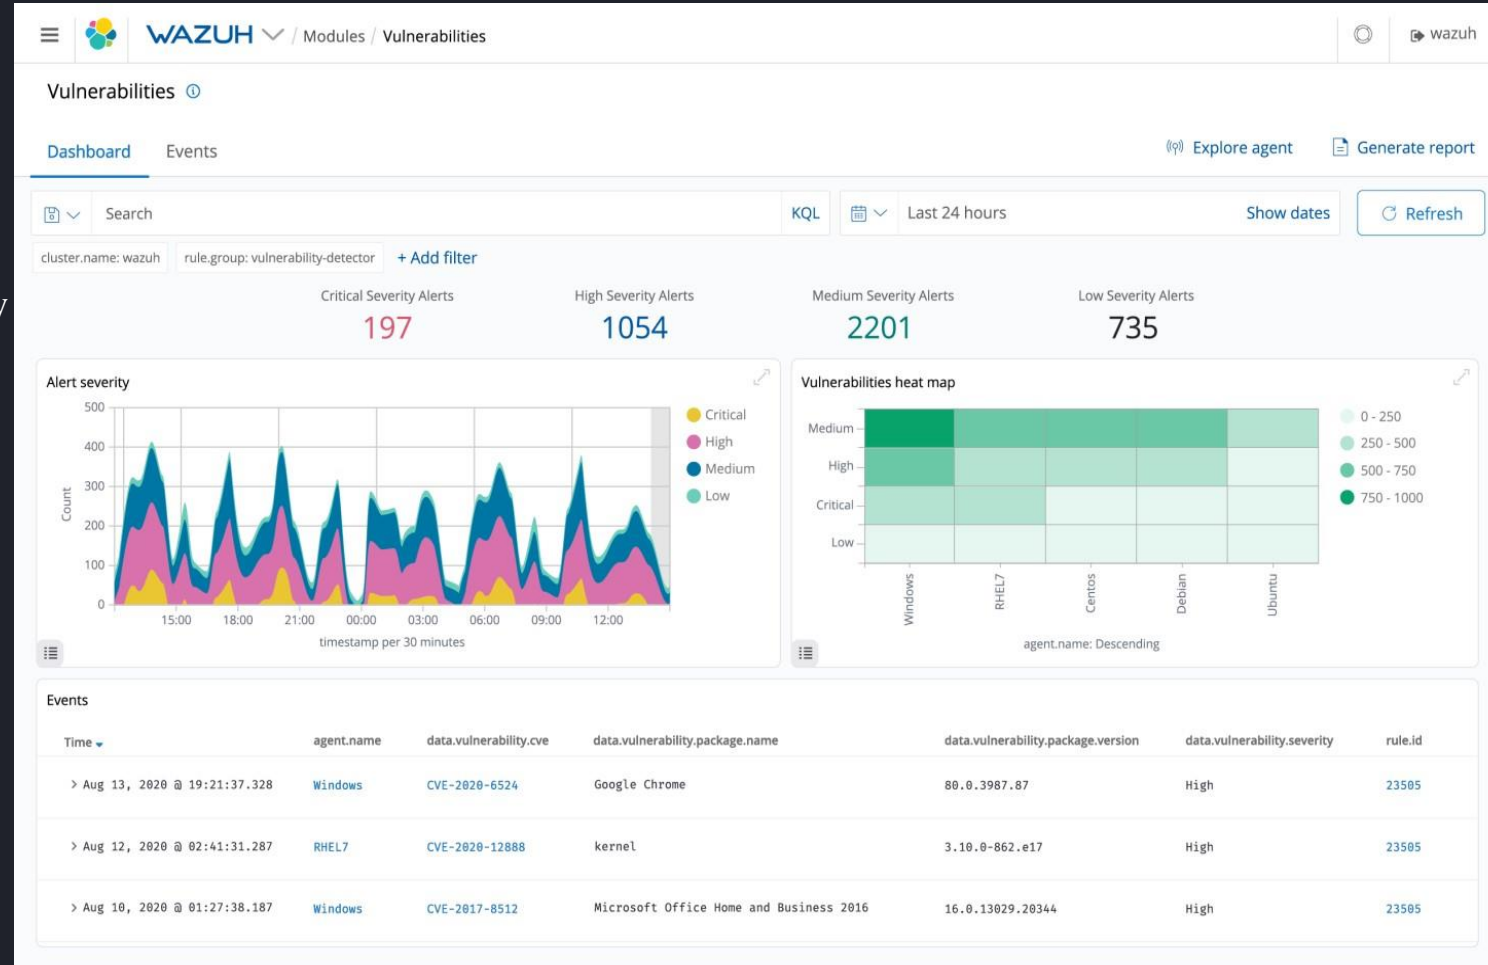 WAZUH / Modules / Vulnerabilities
wazuh
Vulnerabilities
Dashboard Events
Explore agent Generate report
Search KQL
Last 24 hours Show dates
Refresh
cluster.name: wazuh rule.group: vulnerability-detector + Add filter
y
Critical Severity Alerts High Severity Alerts Medium Severity Alerts Low Severity Alerts
197 1054 2201 735
Alert severity
500
400
300
200
100
0
Count
15:00 18:00 21:00 00:00 03:00 06:00 09:00 12:00
timestamp per 30 minutes
Critical
High
Medium
Low
Vulnerabilities heat map
Medium
High
Critical
Low
Windows RHEL7 Centos Debian Ubuntu
agent.name: Descending
0 - 250
250 - 500
500 - 750
750 - 1000
Events
Time agent.name data.vulnerability.cve data.vulnerability.package.name data.vulnerability.package.version data.vulnerability.severity rule.id
Aug 13, 2020 @ 19:21:37.328 Windows CVE-2020-6524 Google Chrome 80.0.3987.87 High 23505
Aug 12, 2020 @ 02:41:31.287 RHEL7 CVE-2020-12888 kernel 3.10.0-862.e17 High 23505
Aug 10, 2020 @ 01:27:38.187 Windows CVE-2017-8512 Microsoft Office Home and Business 2016 16.0.13029.20344 High 23505